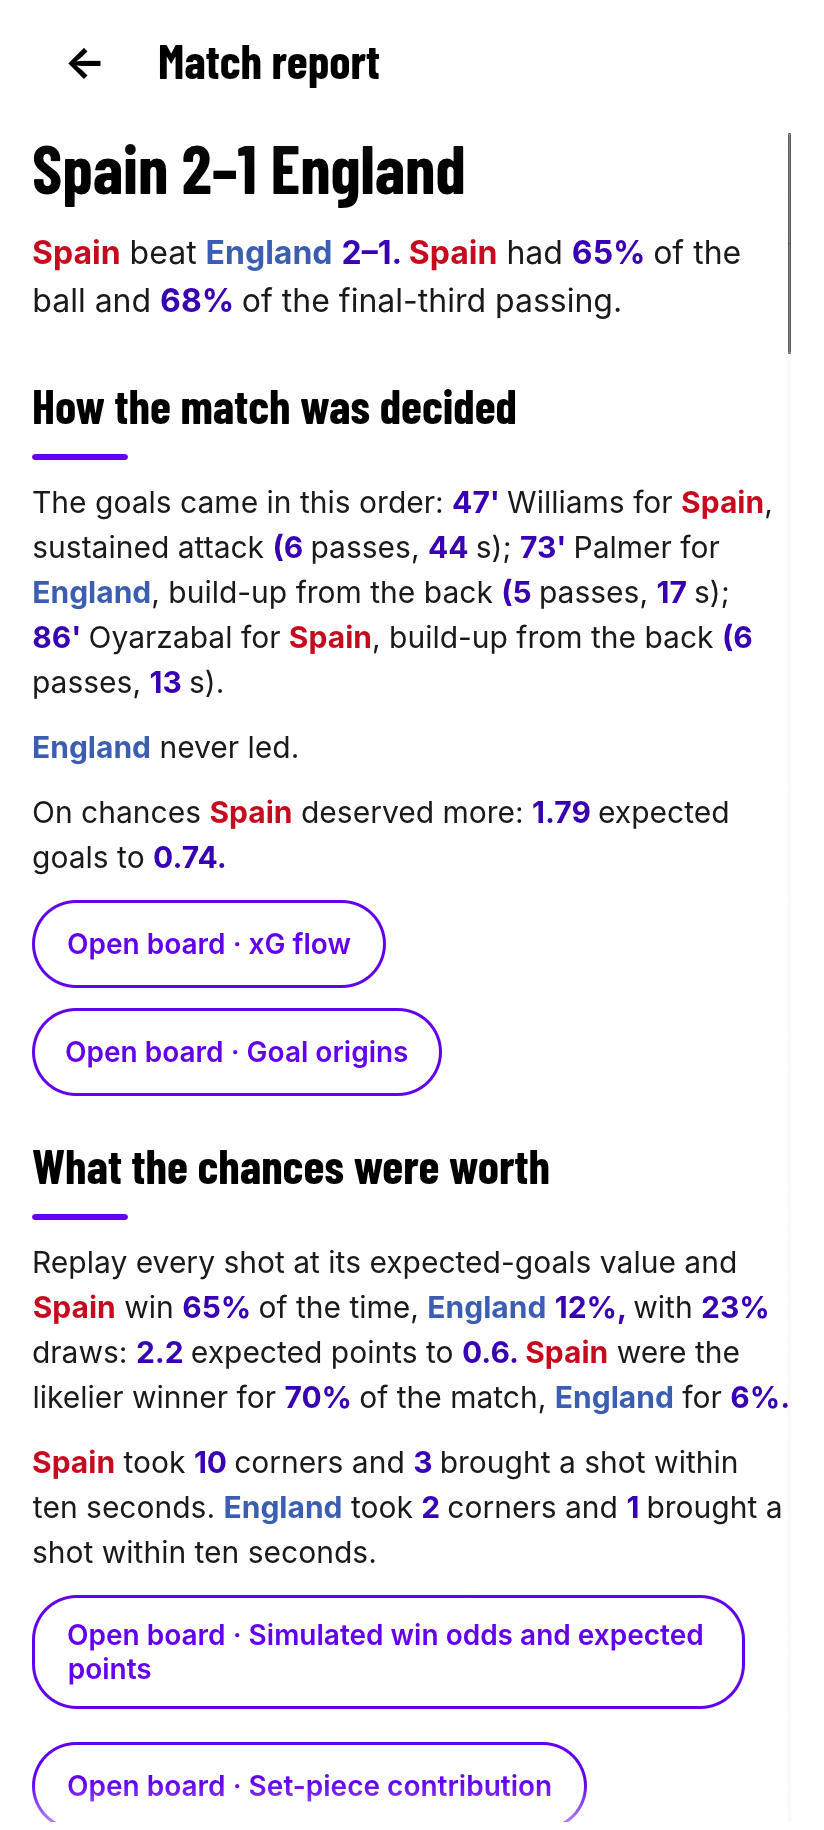 Match report
Spain 2–1 England
Spain beat England 2–1. Spain had 65% of the
ball and 68% of the final-third passing.
How the match was decided
The goals came in this order: 47' Williams for Spain,
sustained attack (6 passes, 44 s); 73' Palmer for
England, build-up from the back (5 passes, 17 s);
86' Oyarzabal for Spain, build-up from the back (6
passes, 13 s).
England never led.
On chances Spain deserved more: 1.79 expected
goals to 0.74.
Open board · xG flow
Open board · Goal origins
What the chances were worth
Replay every shot at its expected-goals value and
Spain win 65% of the time, England 12%, with 23%
draws: 2.2 expected points to 0.6. Spain were the
likelier winner for 70% of the match, England for 6%.
Spain took 10 corners and 3 brought a shot within
ten seconds. England took 2 corners and 1 brought a
shot within ten seconds.
Open board · Simulated win odds and expected
points
Open board · Set-piece contribution